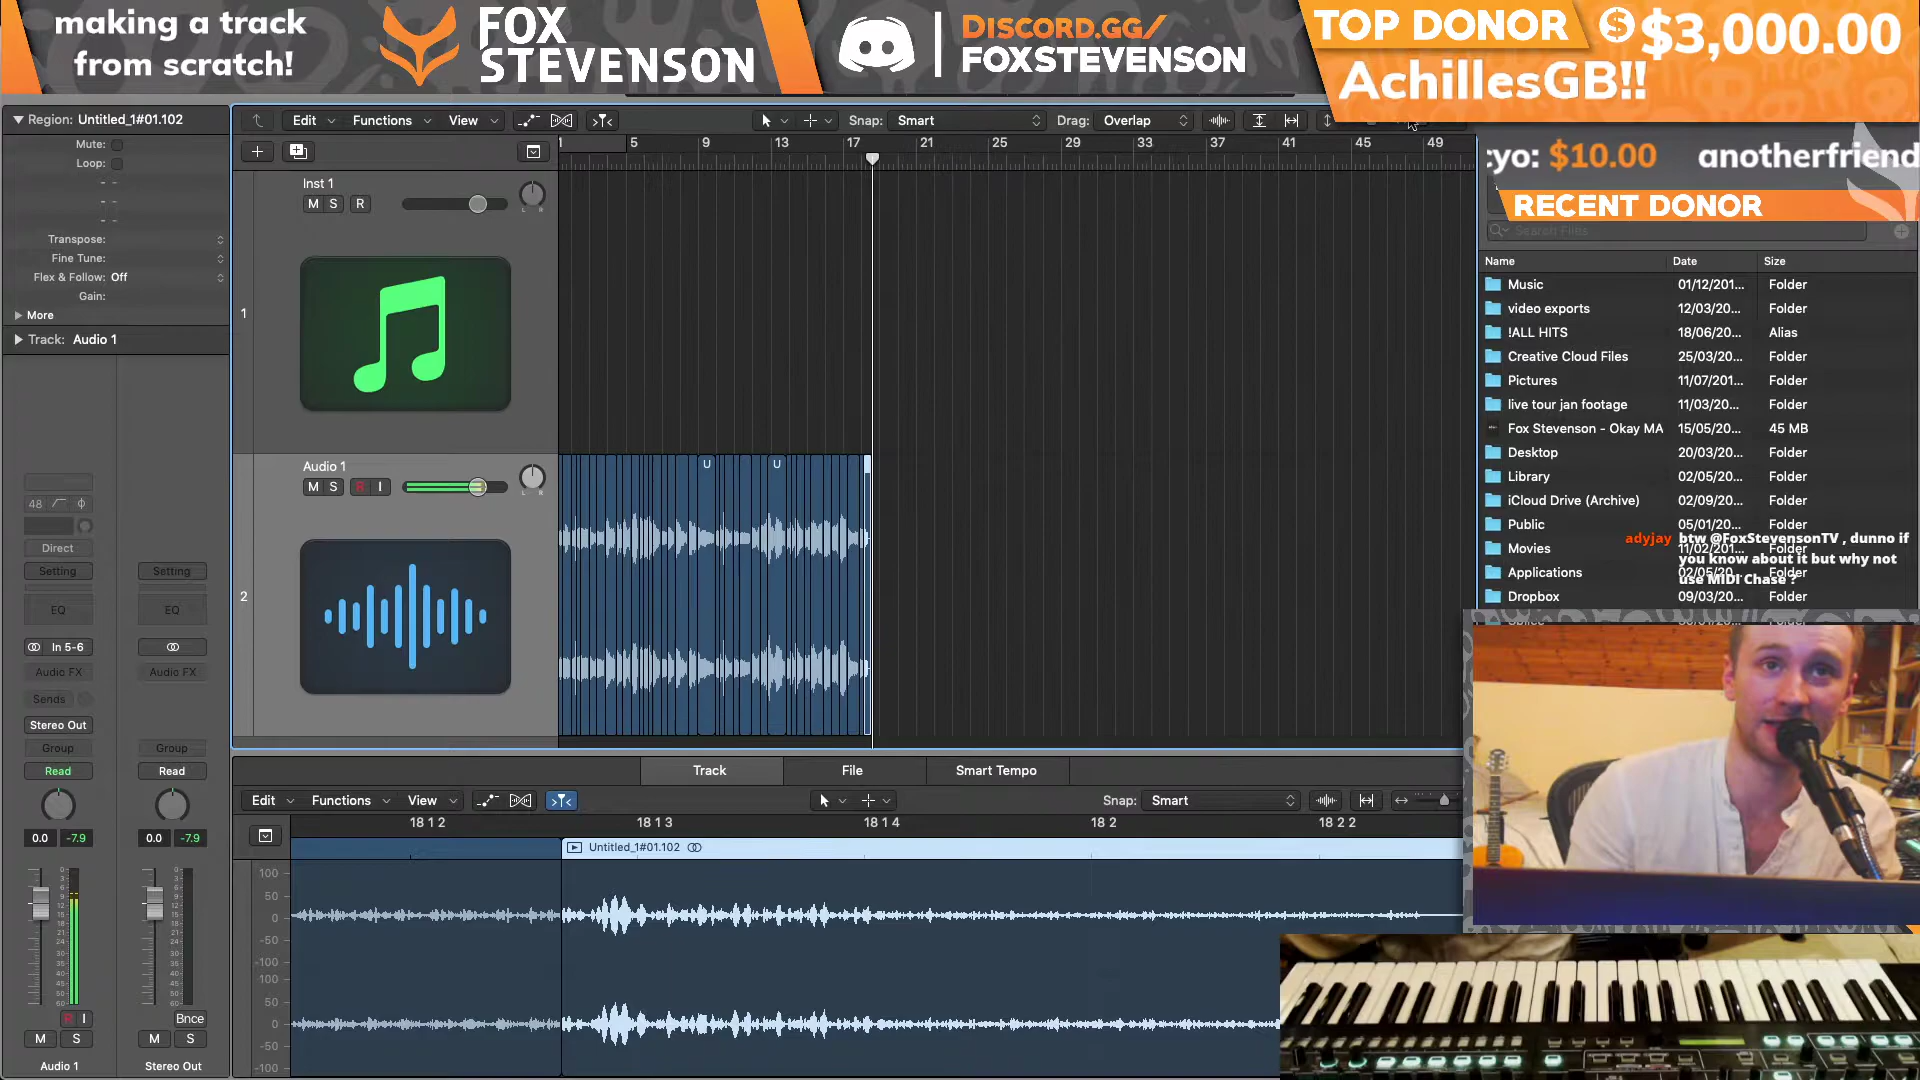 making a track
from scratch!
FOX
STEVENSON
DISCORD.GG/
FOXSTEVENSON
TOP DONOR $3,000.00
AchillesGB!!
tyo: $10.00 anotherfriend
RECENT DONOR
Search Files
Region: Untitled_1#01.102
Mute:
Loop:
Transpose:
Fine Tune:
Flex & Follow: Off
Gain:
More
Track: Audio 1
Edit Functions View Snap: Smart Drag: Overlap
1 5 9 13 17 21 25 29 33 37 41 45 49
Inst 1
M S R
1
Audio 1
M S R I
2
U U
Name Date Size
Music 01/12/201... Folder
video exports 12/03/20... Folder
!ALL HITS 18/06/20... Alias
Creative Cloud Files 25/03/20... Folder
Pictures 11/07/201... Folder
live tour jan footage 11/03/20... Folder
Fox Stevenson - Okay MA 15/05/20... 45 MB
Desktop 20/03/20... Folder
Library 02/05/20... Folder
iCloud Drive (Archive) 02/09/20... Folder
Public 05/01/20... Folder
Movies 11/02/201... Folder
Applications 02/05/20... Folder
Dropbox 09/03/20... Folder
adyjay btw @FoxStevensonTV , dunno if
you know about it but why not
use MIDI Chase ?
48
Direct
Setting Setting
EQ EQ
In 5-6
Audio FX Audio FX
Sends
Stereo Out
Group Group
Read Read
0.0 -7.9 0.0 -7.9
R I Bnce
M S M S
Audio 1 Stereo Out
Track File Smart Tempo
Edit Functions View Snap: Smart
18 1 2 18 1 3 18 1 4 18 2 18 2 2
Untitled_1#01.102
100
50
0
-50
-100
100
50
0
-50
-100